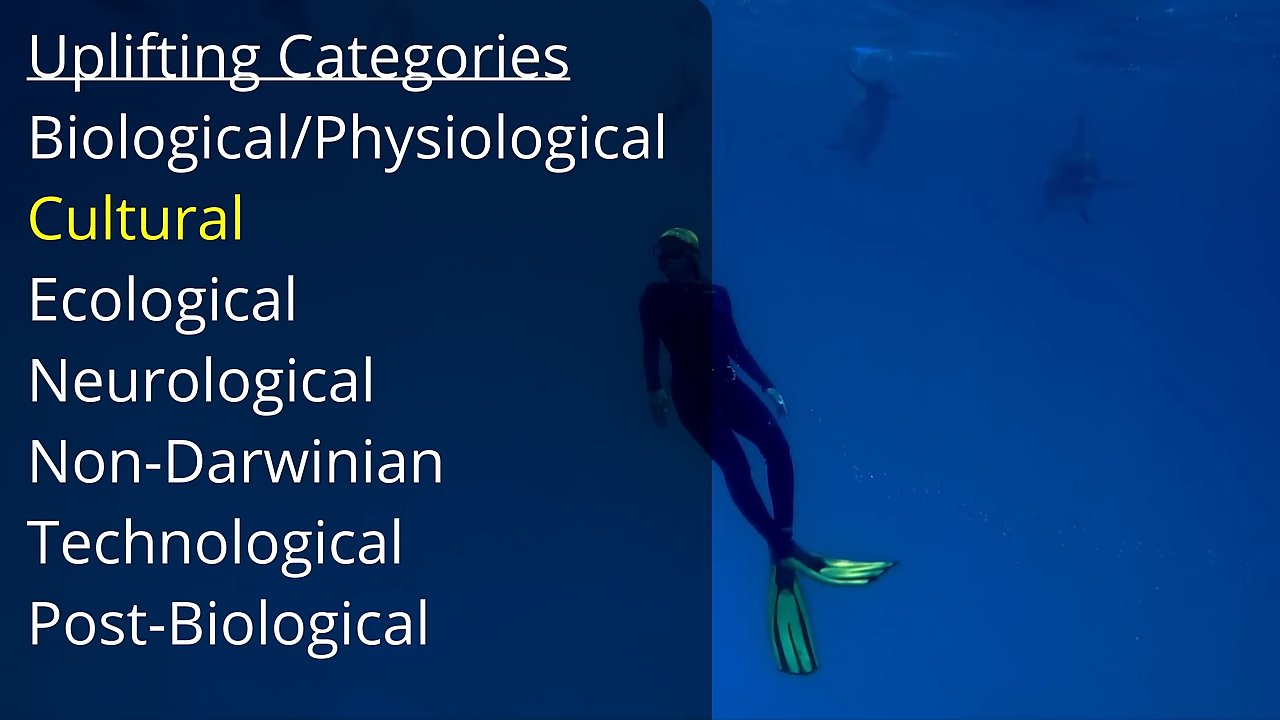 Uplifting Categories
Biological/Physiological
Cultural
Ecological
Neurological
Non-Darwinian
Technological
Post-Biological